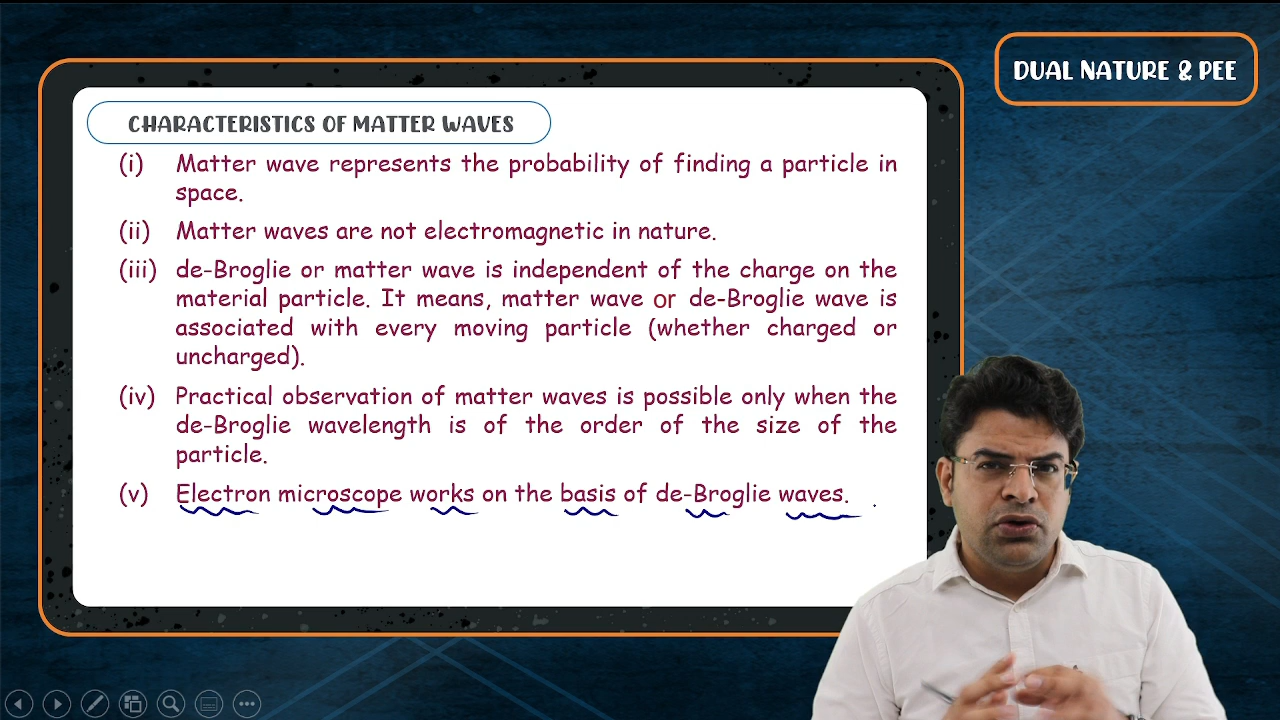 DUAL NATURE & PEE
CHARACTERISTICS OF MATTER WAVES
(i) Matter wave represents the probability of finding a particle in
space.
(ii) Matter waves are not electromagnetic in nature.
(iii) de-Broglie or matter wave is independent of the charge on the
material particle. It means, matter wave or de-Broglie wave is
associated with every moving particle (whether charged or
uncharged).
(iv) Practical observation of matter waves is possible only when the
de-Broglie wavelength is of the order of the size of the
particle.
(v) Electron microscope works on the basis of de-Broglie waves.